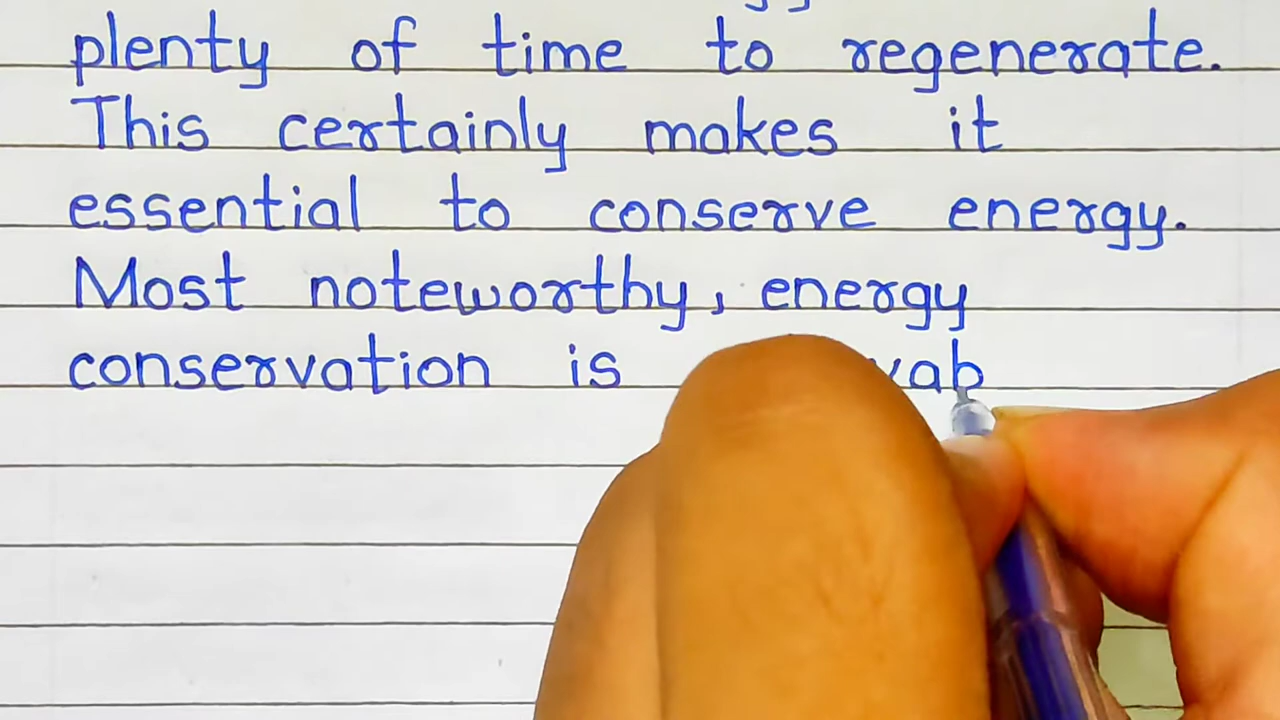 plenty of time to regenerate.
This certainly makes it
essential to conserve energy.
Most noteworthy, energy
conservation is